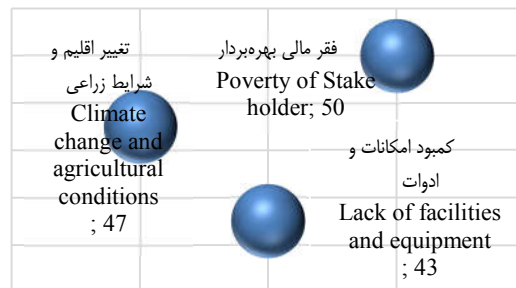 تغییر اقلیم و
شرایط زراعی
Climate
change and
agricultural
conditions
; 47
فقر مالی بهره‌بردار
Poverty of Stake
holder; 50
کمبود امکانات و
ادوات
Lack of facilities
and equipment
; 43